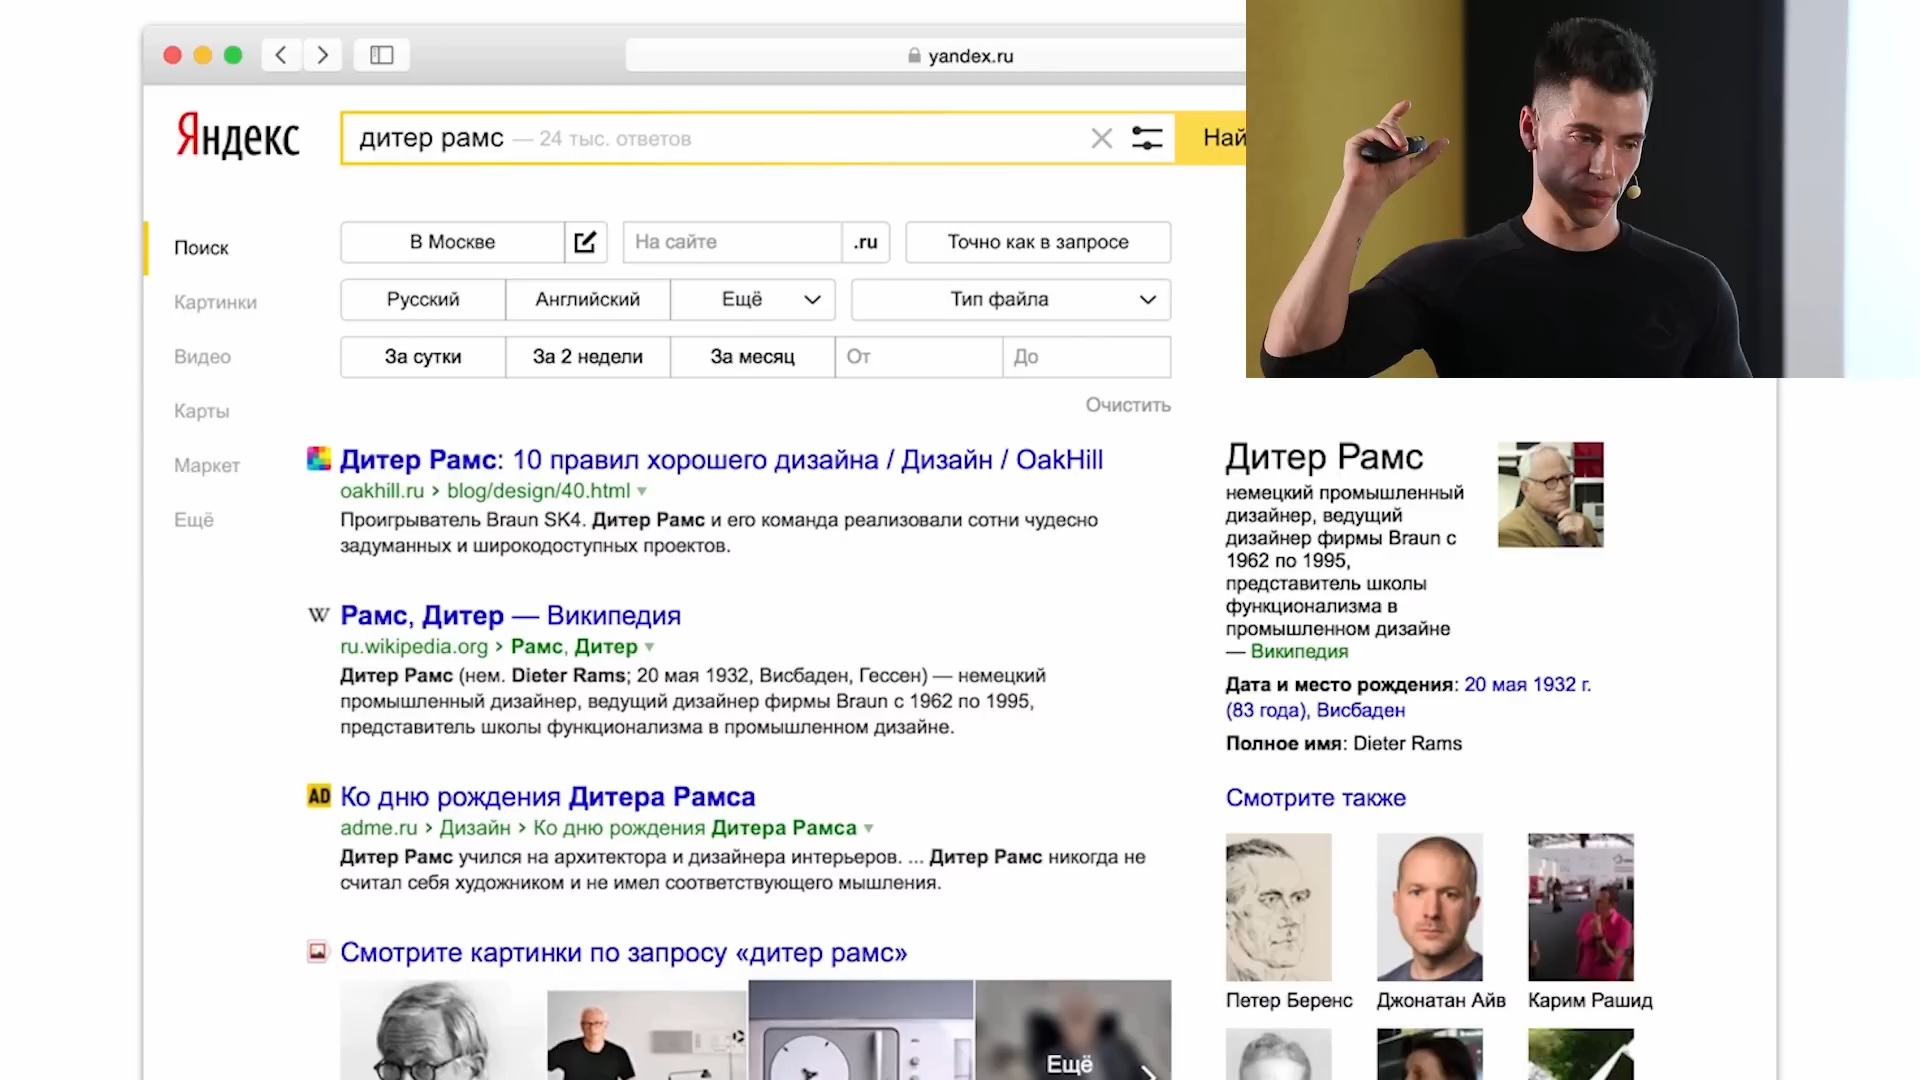 yandex.ru
Яндекс
дитер рамс — 24 тыс. ответов
Най
Поиск
Картинки
Видео
Карты
Маркет
Ещё
В Москве
На сайте
.ru
Точно как в запросе
Русский
Английский
Ещё
Тип файла
За сутки
За 2 недели
За месяц
От
До
Очистить
Дитер Рамс: 10 правил хорошего дизайна / Дизайн / OakHill
oakhill.ru › blog/design/40.html
Проигрыватель Braun SK4. Дитер Рамс и его команда реализовали сотни чудесно
задуманных и широкодоступных проектов.
W Рамс, Дитер — Википедия
ru.wikipedia.org › Рамс, Дитер
Дитер Рамс (нем. Dieter Rams; 20 мая 1932, Висбаден, Гессен) — немецкий
промышленный дизайнер, ведущий дизайнер фирмы Braun с 1962 по 1995,
представитель школы функционализма в промышленном дизайне.
AD Ко дню рождения Дитера Рамса
adme.ru › Дизайн › Ко дню рождения Дитера Рамса
Дитер Рамс учился на архитектора и дизайнера интерьеров. ... Дитер Рамс никогда не
считал себя художником и не имел соответствующего мышления.
Смотрите картинки по запросу «дитер рамс»
Ещё
Дитер Рамс
немецкий промышленный
дизайнер, ведущий
дизайнер фирмы Braun с
1962 по 1995,
представитель школы
функционализма в
промышленном дизайне
— Википедия
Дата и место рождения: 20 мая 1932 г.
(83 года), Висбаден
Полное имя: Dieter Rams
Смотрите также
Петер Беренс
Джонатан Айв
Карим Рашид